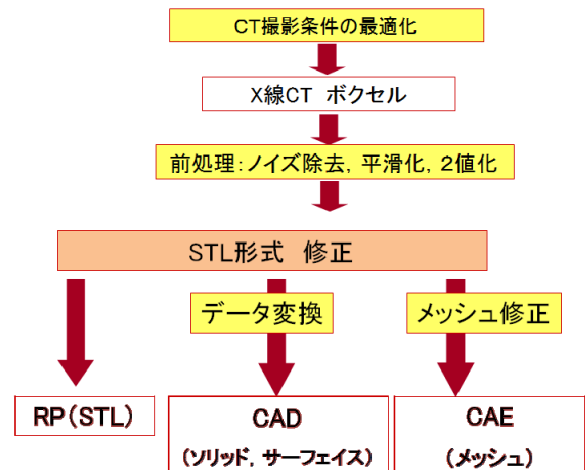 CT撮影条件の最適化
X線CT ボクセル
前処理：ノイズ除去，平滑化，2値化
STL形式 修正
データ変換
メッシュ修正
RP（STL）
CAD
（ソリッド，サーフェイス）
CAE
（メッシュ）